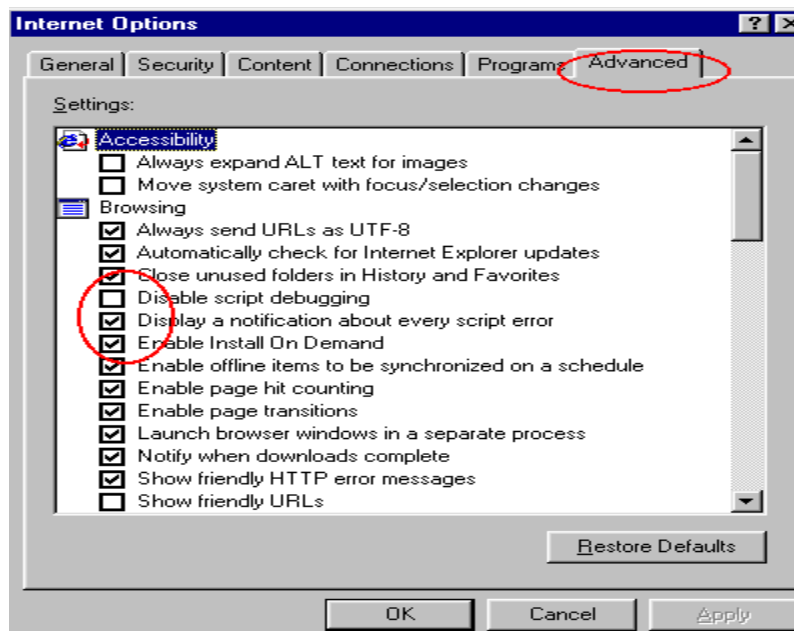 Internet Options
General Security Content Connections Programs Advanced
Settings:
Accessibility
Always expand ALT text for images
Move system caret with focus/selection changes
Browsing
Always send URLs as UTF-8
Automatically check for Internet Explorer updates
Close unused folders in History and Favorites
Disable script debugging
Display a notification about every script error
Enable Install On Demand
Enable offline items to be synchronized on a schedule
Enable page hit counting
Enable page transitions
Launch browser windows in a separate process
Notify when downloads complete
Show friendly HTTP error messages
Show friendly URLs
Restore Defaults
OK Cancel Apply